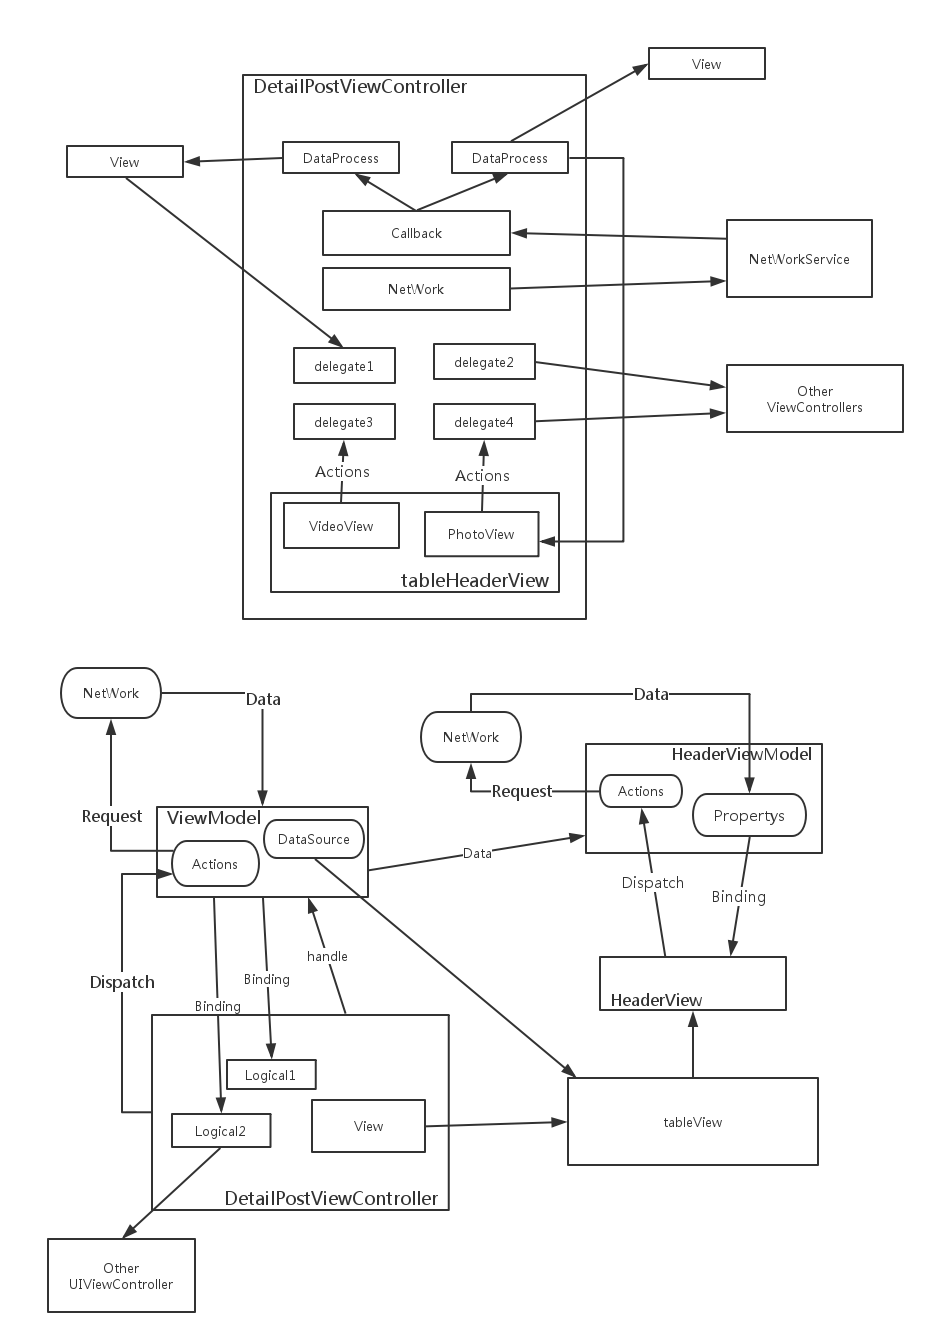 View
DetailPostViewController
View
DataProcess
DataProcess
Callback
NetWorkService
NetWork
delegate1
delegate2
Other
ViewControllers
delegate3
delegate4
Actions
Actions
VideoView
PhotoView
tableHeaderView
NetWork
Data
Data
NetWork
HeaderViewModel
Request
Actions
Request
Propertys
ViewModel
DataSource
Actions
Data
Dispatch
Binding
handle
Binding
Dispatch
Binding
HeaderView
Logical1
Logical2
View
tableView
DetailPostViewController
Other
UIViewController